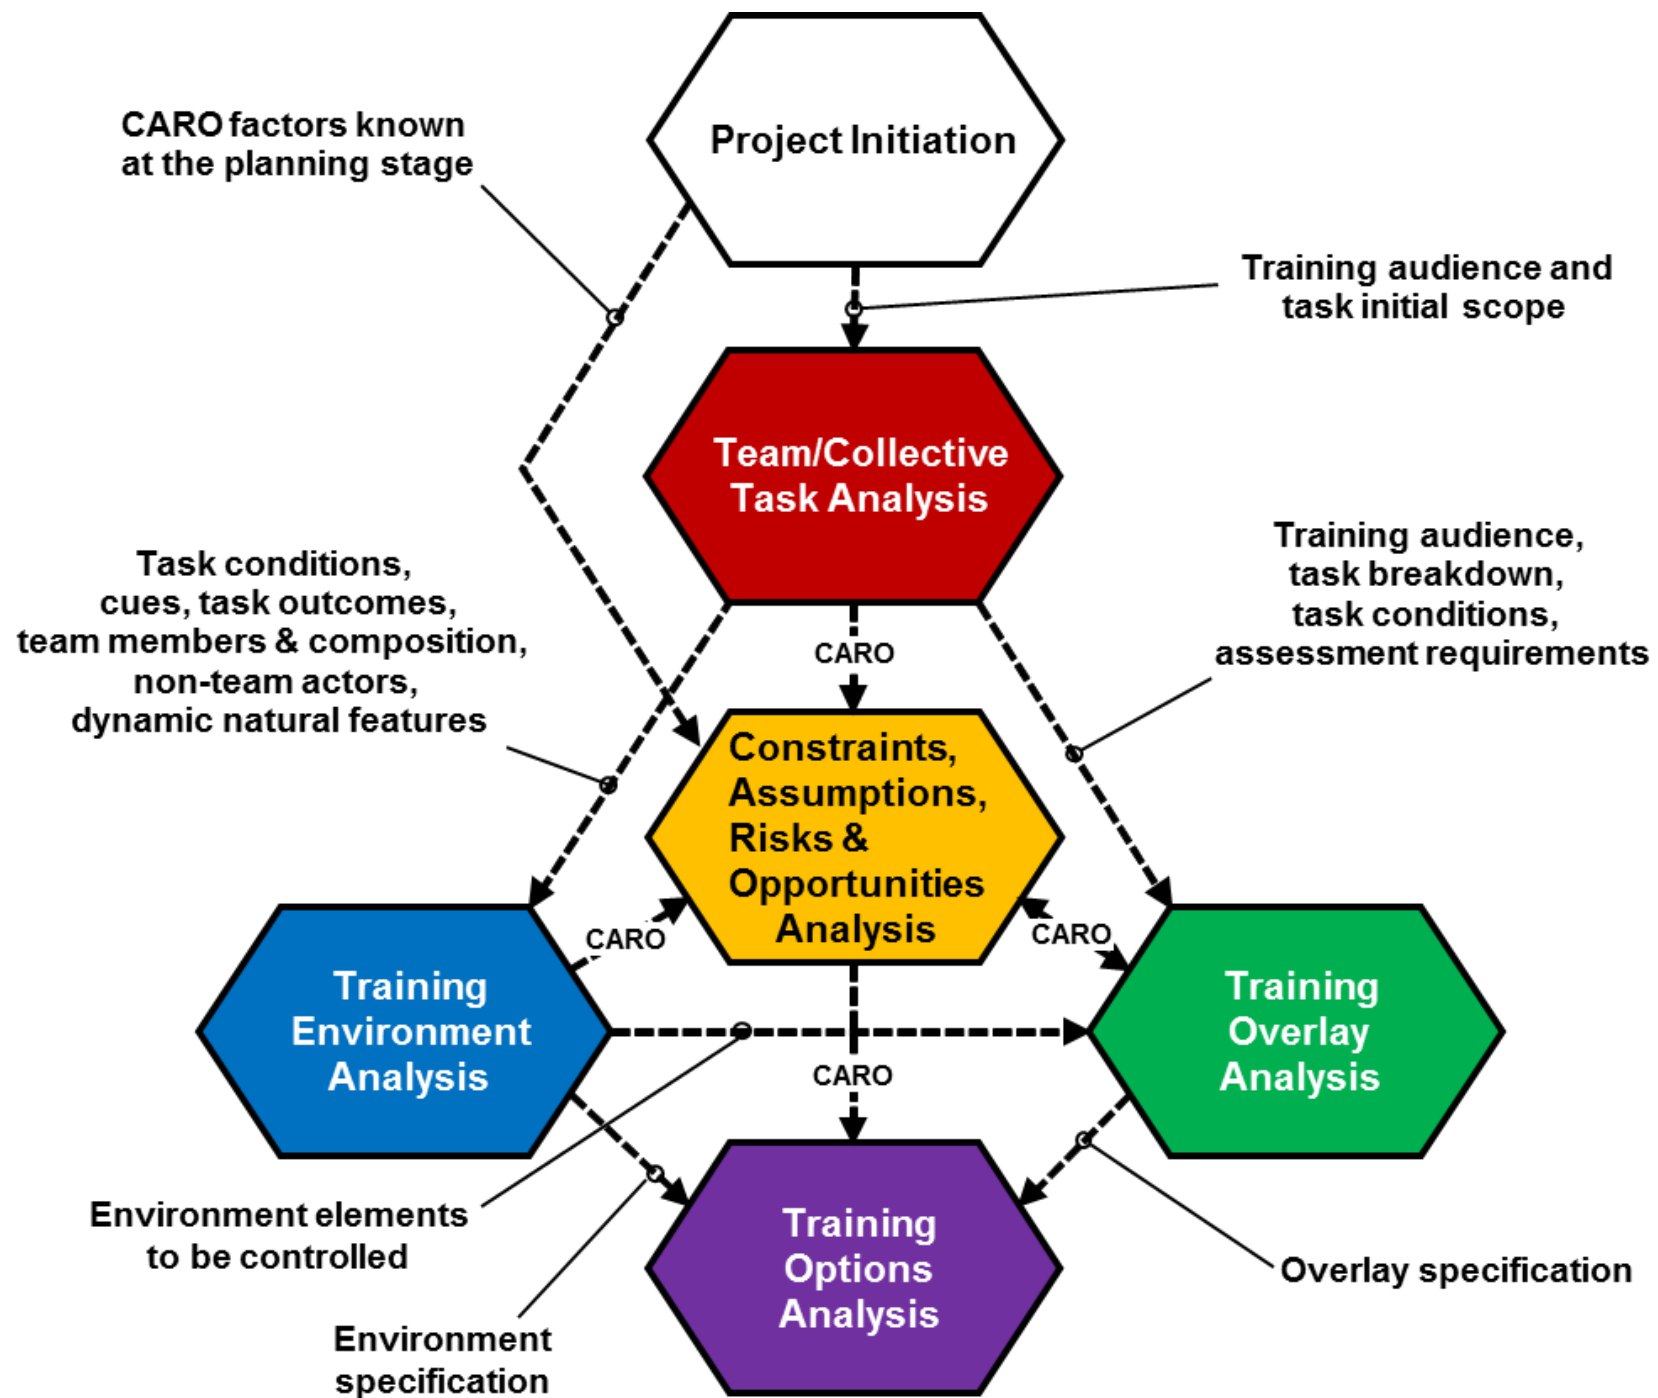 Project Initiation
CARO factors known
at the planning stage
Training audience and
task initial scope
Team/Collective
Task Analysis
Task conditions,
cues, task outcomes,
team members & composition,
non-team actors,
dynamic natural features
Training audience,
task breakdown,
task conditions,
assessment requirements
CARO
Constraints,
Assumptions,
Risks &
Opportunities
Analysis
CARO
CARO
Training
Environment
Analysis
Training
Overlay
Analysis
CARO
Environment elements
to be controlled
Training
Options
Analysis
Overlay specification
Environment
specification